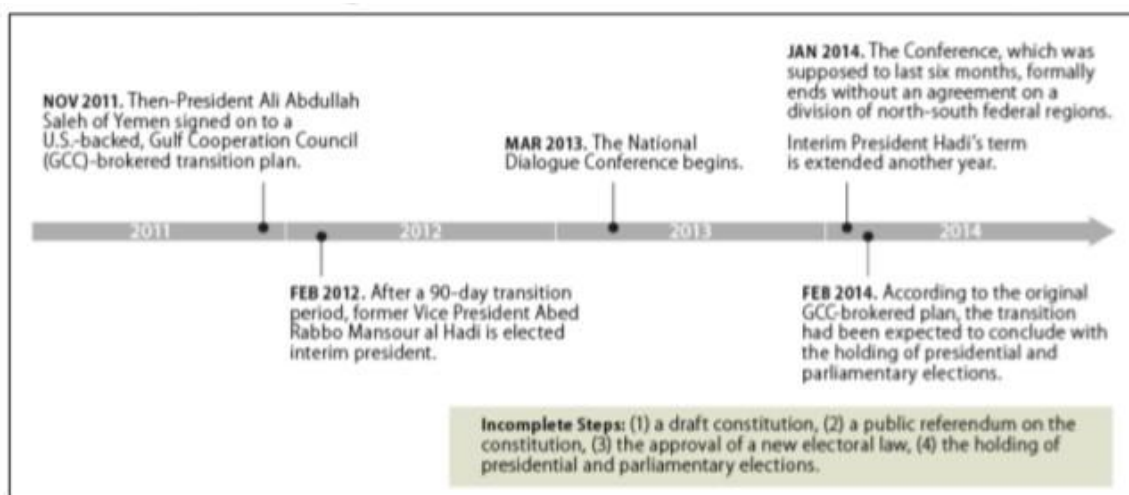 NOV 2011. Then-President Ali Abdullah
Saleh of Yemen signed on to a
U.S.-backed, Gulf Cooperation Council
(GCC)-brokered transition plan.
MAR 2013. The National
Dialogue Conference begins.
JAN 2014. The Conference, which was
supposed to last six months, formally
ends without an agreement on a
division of north-south federal regions.
Interim President Hadi's term
is extended another year.
2011 2012 2013 2014
FEB 2012. After a 90-day transition
period, former Vice President Abed
Rabbo Mansour al Hadi is elected
interim president.
FEB 2014. According to the original
GCC-brokered plan, the transition
had been expected to conclude with
the holding of presidential and
parliamentary elections.
Incomplete Steps: (1) a draft constitution, (2) a public referendum on the
constitution, (3) the approval of a new electoral law, (4) the holding of
presidential and parliamentary elections.